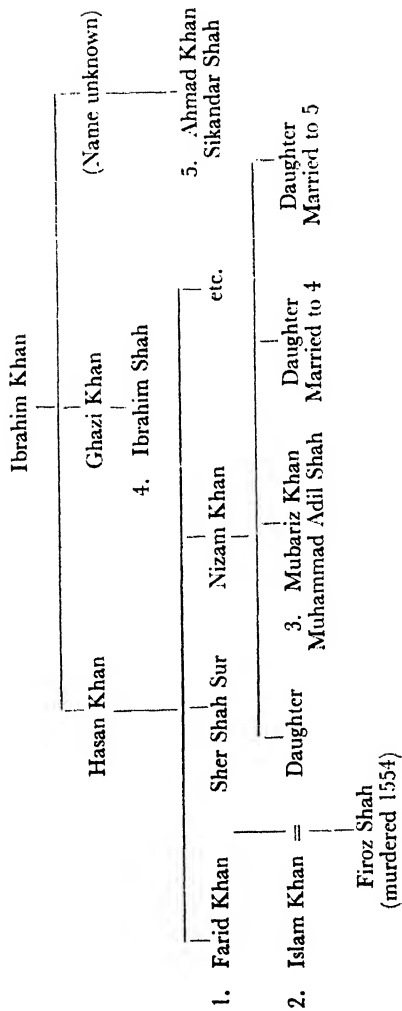 Ibrahim Khan
Hasan Khan Ghazi Khan (Name unknown)
4. Ibrahim Shah 5. Ahmad Khan
Sikandar Shah
1. Farid Khan Sher Shah Sur Nizam Khan etc.
2. Islam Khan = Daughter 3. Mubariz Khan Daughter Daughter
Muhammad Adil Shah Married to 4 Married to 5
Firoz Shah
(murdered 1554)